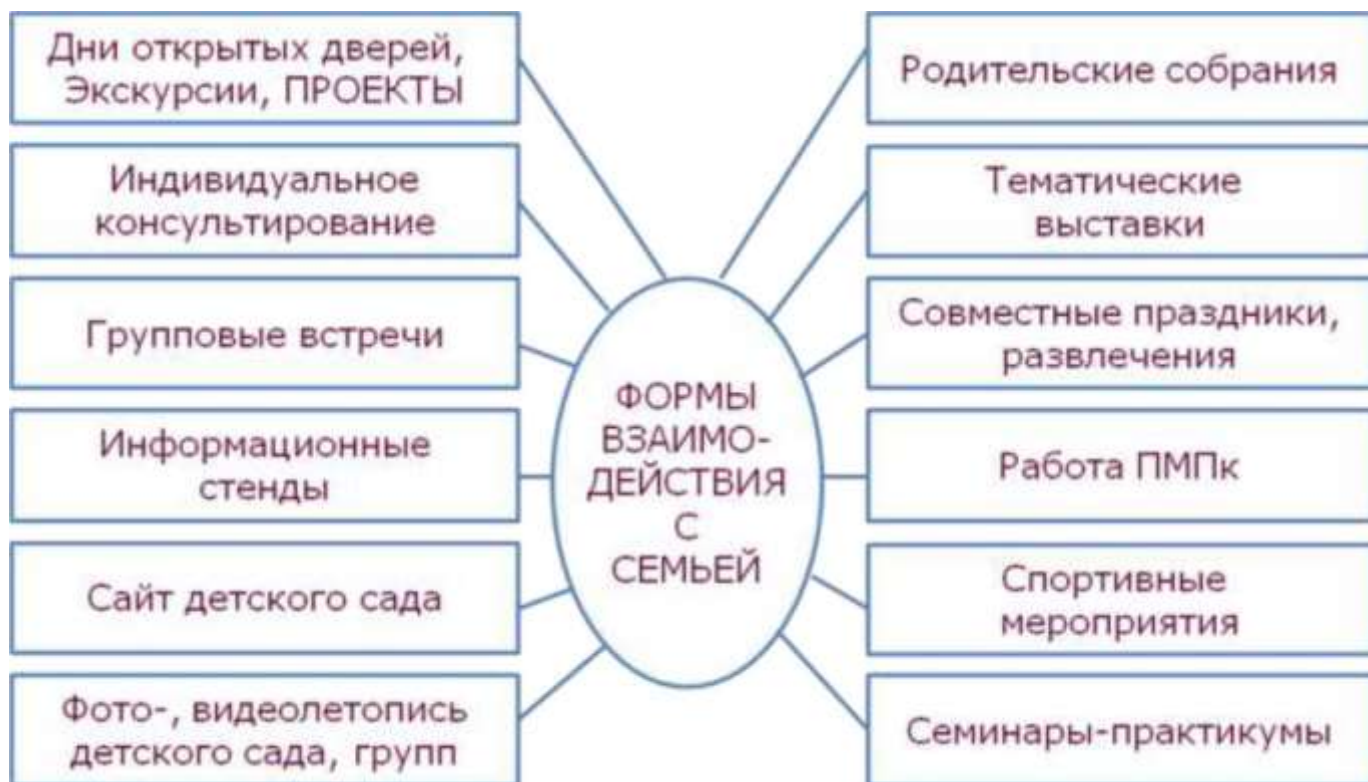 Дни открытых дверей,
Экскурсии, ПРОЕКТЫ
Индивидуальное
консультирование
Групповые встречи
Информационные
стенды
Сайт детского сада
Фото-, видеолетопись
детского сада, групп
ФОРМЫ
ВЗАИМО-
ДЕЙСТВИЯ
С
СЕМЬЕЙ
Родительские собрания
Тематические
выставки
Совместные праздники,
развлечения
Работа ПМПк
Спортивные
мероприятия
Семинары-практикумы